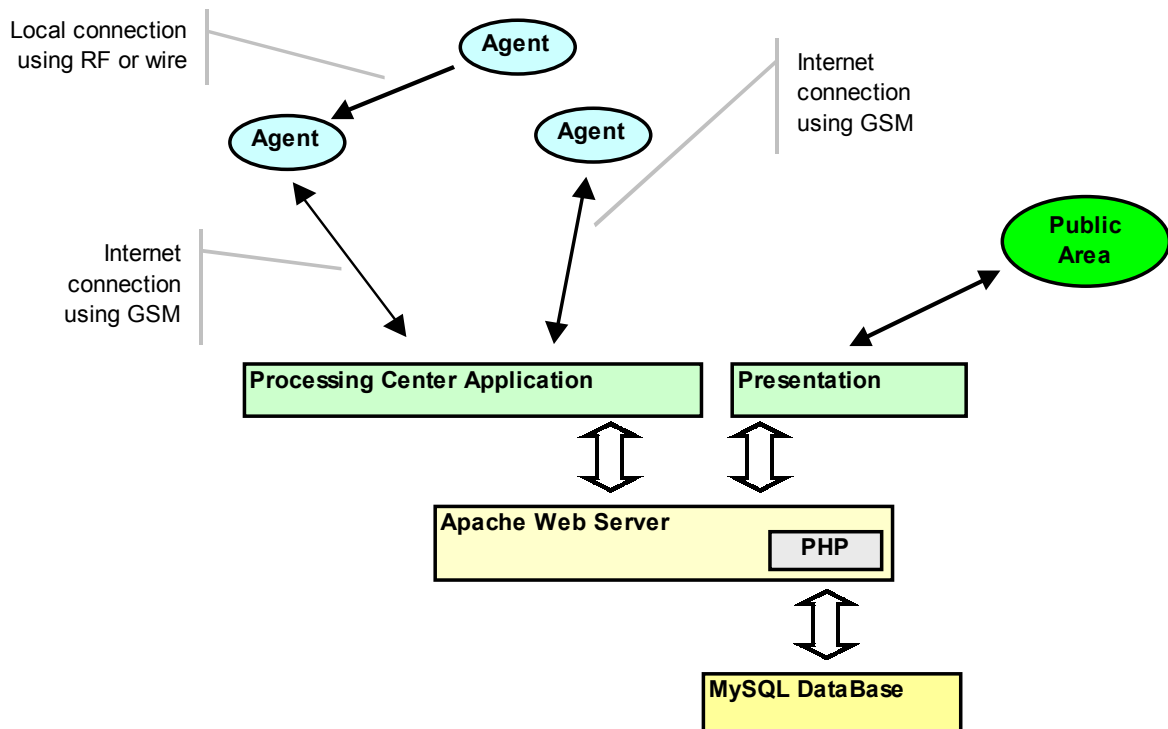 Local connection
using RF or wire
Agent
Agent
Agent
Internet
connection
using GSM
Internet
connection
using GSM
Public
Area
Processing Center Application
Presentation
Apache Web Server
PHP
MySQL DataBase